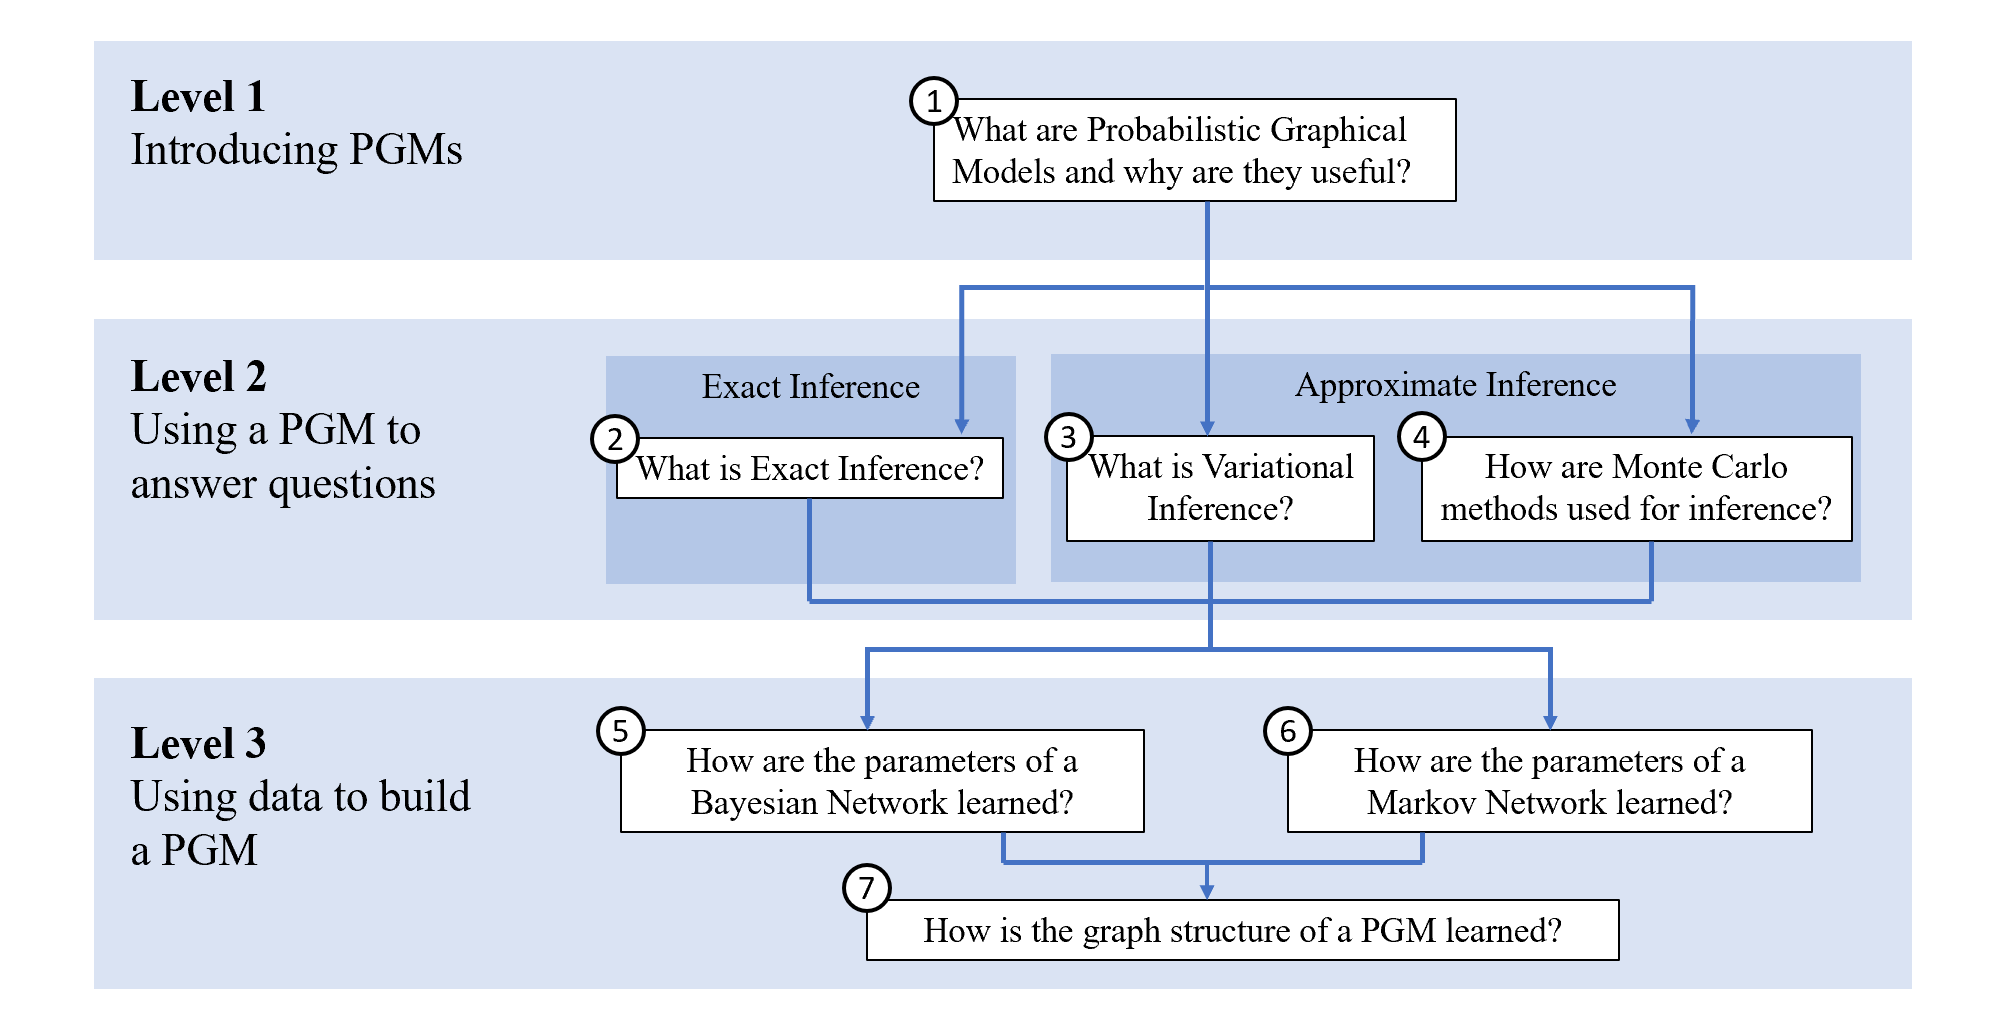 Level 1
Introducing PGMs
1
What are Probabilistic Graphical
Models and why are they useful?
Level 2
Using a PGM to
answer questions
Exact Inference
2
What is Exact Inference?
Approximate Inference
3
What is Variational
Inference?
4
How are Monte Carlo
methods used for inference?
Level 3
Using data to build
a PGM
5
How are the parameters of a
Bayesian Network learned?
6
How are the parameters of a
Markov Network learned?
7
How is the graph structure of a PGM learned?